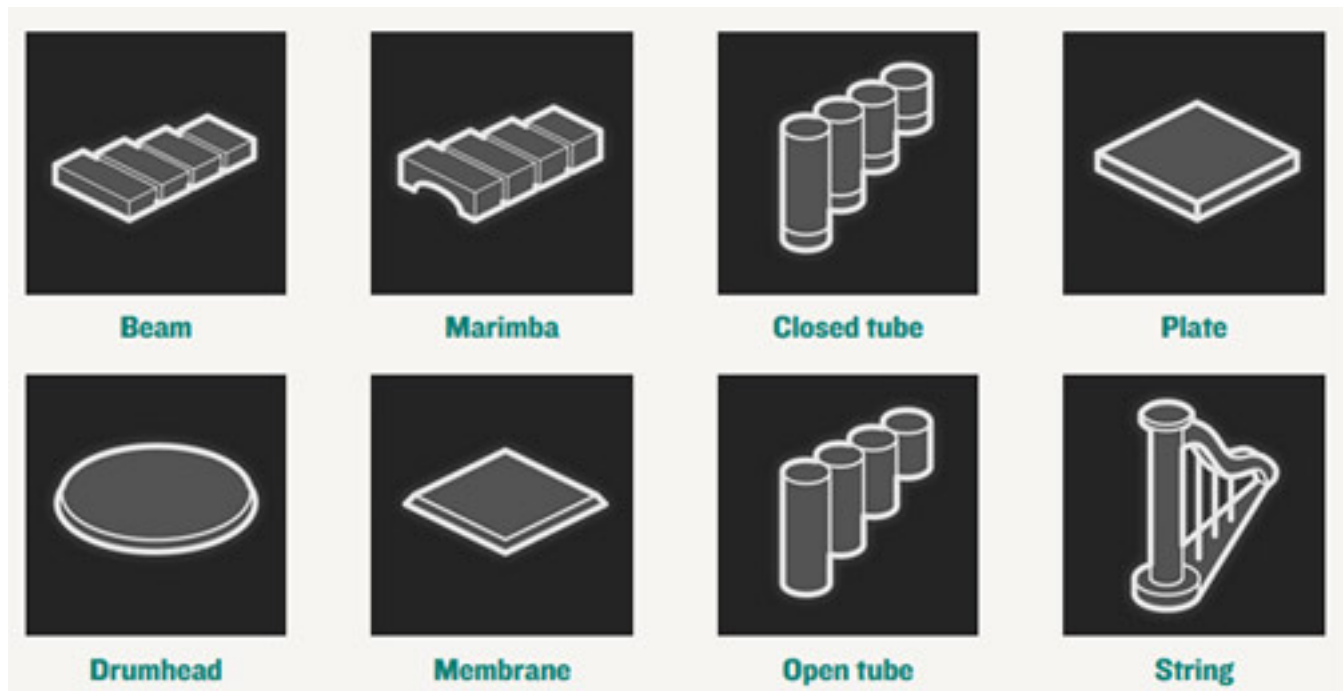 Beam
Marimba
Closed tube
Plate
Drumhead
Membrane
Open tube
String